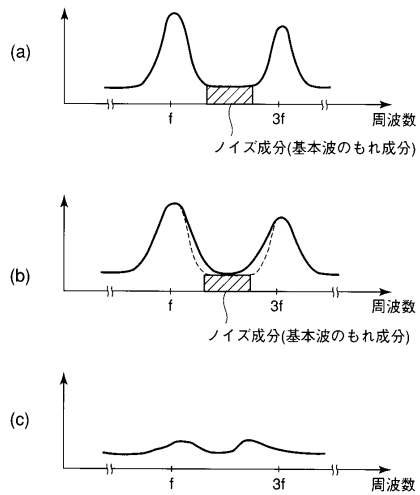 (a)
f
3f
周波数
ノイズ成分(基本波のもれ成分)
(b)
f
3f
周波数
ノイズ成分(基本波のもれ成分)
(c)
f
3f
周波数